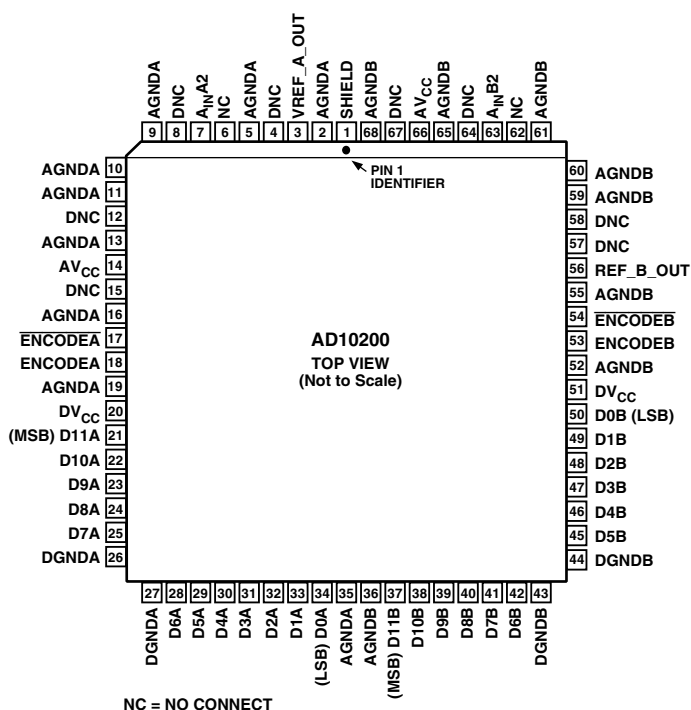 AGNDA
DNC
AINA2
NC
AGNDA
DNC
VREF_A_OUT
AGNDA
SHIELD
AGNDB
DNC
AVCC
AGNDB
DNC
AINB2
NC
AGNDB
9 8 7 6 5 4 3 2 1 68 67 66 65 64 63 62 61
PIN 1
IDENTIFIER
AGNDA 10
AGNDA 11
DNC 12
AGNDA 13
AVCC 14
DNC 15
AGNDA 16
ENCODEA 17
ENCODEA 18
AGNDA 19
DVCC 20
(MSB) D11A 21
D10A 22
D9A 23
D8A 24
D7A 25
DGNDA 26
AD10200
TOP VIEW
(Not to Scale)
60 AGNDB
59 AGNDB
58 DNC
57 DNC
56 REF_B_OUT
55 AGNDB
54 ENCODEB
53 ENCODEB
52 AGNDB
51 DVCC
50 D0B (LSB)
49 D1B
48 D2B
47 D3B
46 D4B
45 D5B
44 DGNDB
27 28 29 30 31 32 33 34 35 36 37 38 39 40 41 42 43
DGNDA
D6A
D5A
D4A
D3A
D2A
D1A
(LSB) D0A
AGNDA
AGNDB
(MSB) D11B
D10B
D9B
D8B
D7B
D6B
DGNDB
NC = NO CONNECT